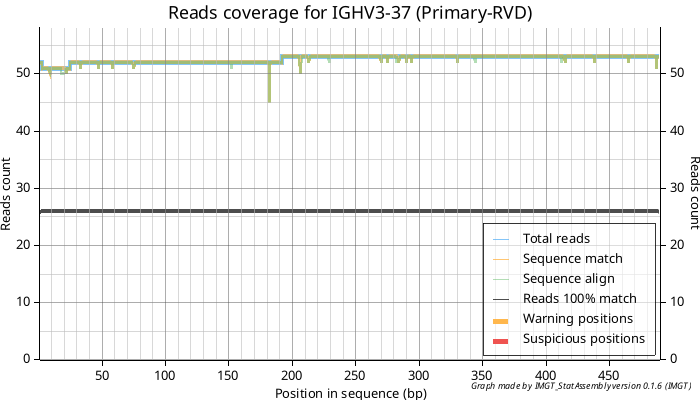 Reads coverage for IGHV3-37 (Primary-RVD)
50
40
30
20
10
0
Reads count
50
40
30
20
10
0
Reads count
Total reads
Sequence match
Sequence align
Reads 100% match
Warning positions
Suspicious positions
50 100 150 200 250 300 350 400 450
Position in sequence (bp)
Graph made by IMGT_StatAssembly version 0.1.6 (IMGT)